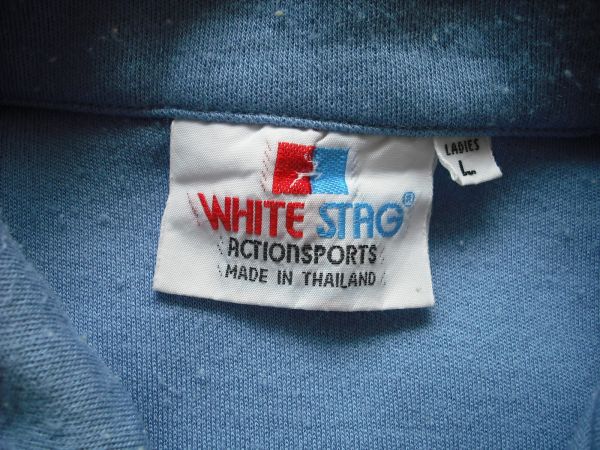 WHITE STAG®
ACTIONSPORTS
MADE IN THAILAND
LADIES
L